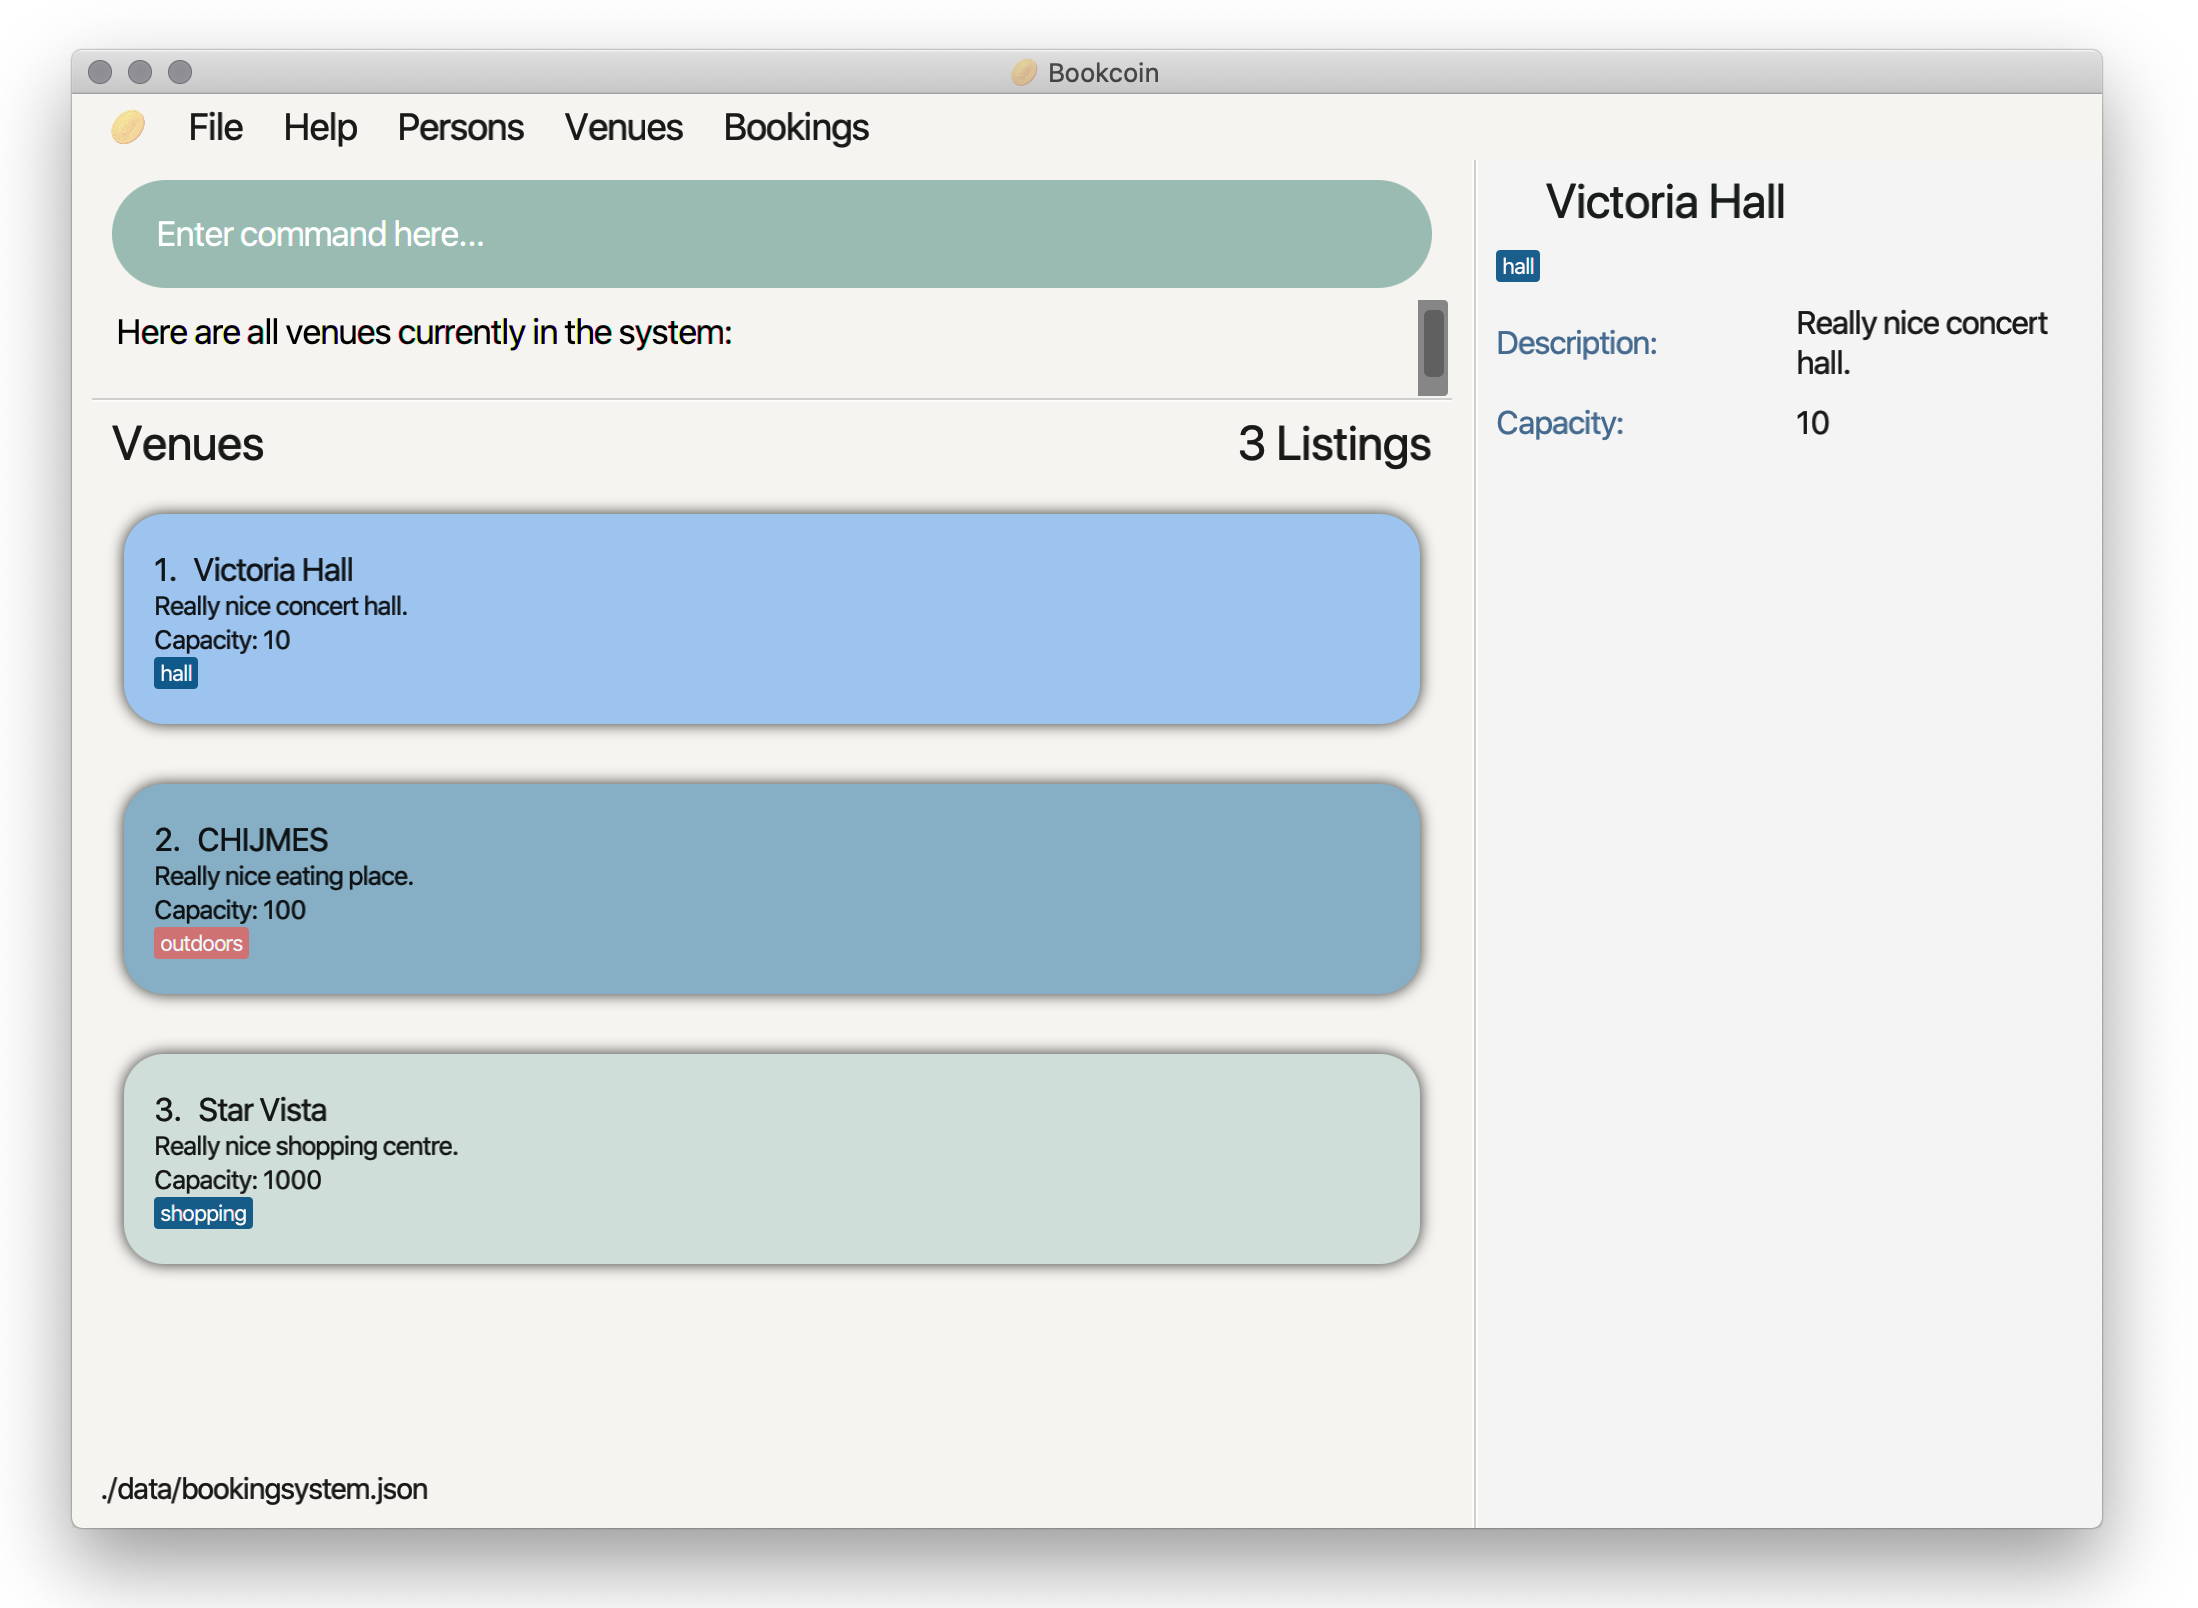 Bookcoin
File Help Persons Venues Bookings
Enter command here...
Here are all venues currently in the system:
Venues
3 Listings
1. Victoria Hall
Really nice concert hall.
Capacity: 10
hall
2. CHIJMES
Really nice eating place.
Capacity: 100
outdoors
3. Star Vista
Really nice shopping centre.
Capacity: 1000
shopping
./data/bookingsystem.json
Victoria Hall
hall
Description:
Really nice concert
hall.
Capacity:
10